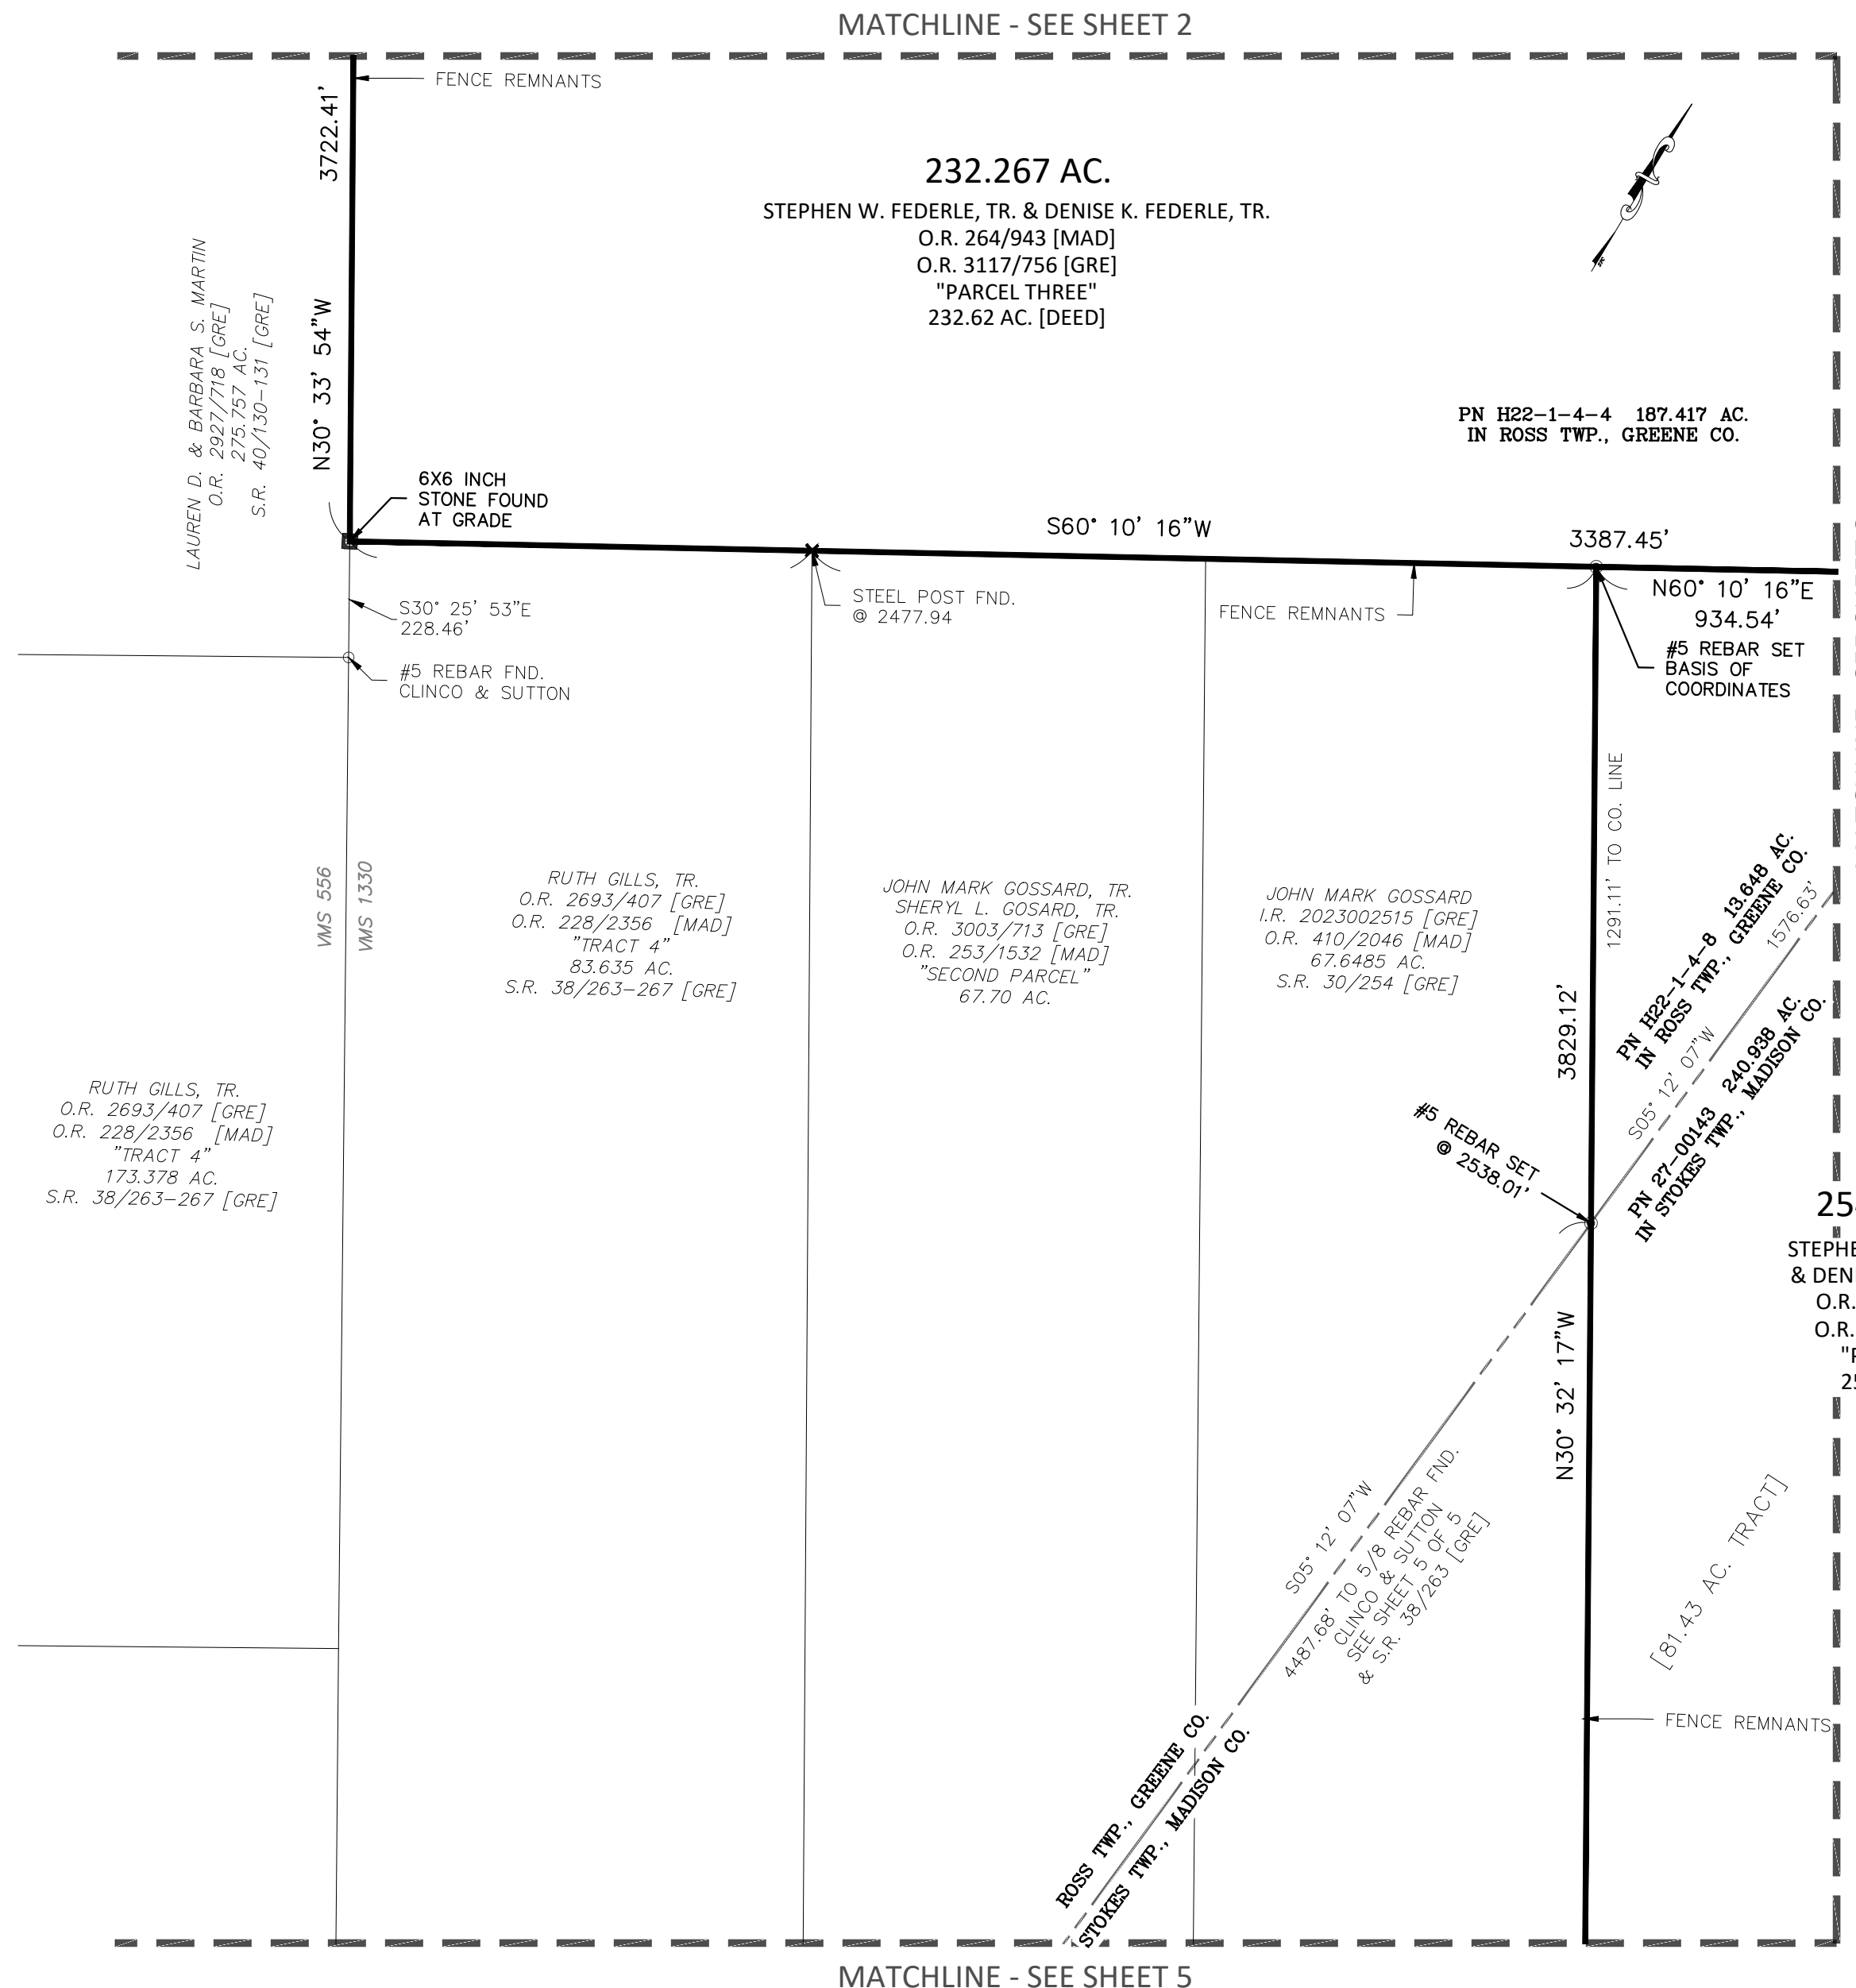 MATCHLINE - SEE SHEET 2
3722.41'
FENCE REMNANTS
232.267 AC.
STEPHEN W. FEDERLE, TR. & DENISE K. FEDERLE, TR.
O.R. 264/943 [MAD]
O.R. 3117/756 [GRE]
"PARCEL THREE"
232.62 AC. [DEED]
LAUREN D. & BARBARA S. MARTIN
O.R. 2927/718 [GRE]
275.757 AC.
S.R. 40/130-131 [GRE]
N30° 33' 54"W
PN H22-1-4-4 187.417 AC.
IN ROSS TWP., GREENE CO.
6X6 INCH
STONE FOUND
AT GRADE
S60° 10' 16"W
3387.45'
N60° 10' 16"E
934.54'
#5 REBAR SET
BASIS OF
COORDINATES
STEEL POST FND.
@ 2477.94
FENCE REMNANTS
S30° 25' 53"E
228.46'
#5 REBAR FND.
CLINCO & SUTTON
1291.11' TO CO. LINE
VMS 556
VMS 1330
RUTH GILLS, TR.
O.R. 2693/407 [GRE]
O.R. 228/2356 [MAD]
"TRACT 4"
83.635 AC.
S.R. 38/263-267 [GRE]
JOHN MARK GOSSARD, TR.
SHERYL L. GOSARD, TR.
O.R. 3003/713 [GRE]
O.R. 253/1532 [MAD]
"SECOND PARCEL"
67.70 AC.
JOHN MARK GOSSARD
I.R. 2023002515 [GRE]
O.R. 410/2046 [MAD]
67.6485 AC.
S.R. 30/254 [GRE]
PN H22-1-4-8 13.648 AC.
IN ROSS TWP., GREENE CO.
1576.63'
3829.12'
S05° 12' 07"W
PN 27-00143 240.938 AC.
IN STOKES TWP., MADISON CO.
RUTH GILLS, TR.
O.R. 2693/407 [GRE]
O.R. 228/2356 [MAD]
"TRACT 4"
173.378 AC.
S.R. 38/263-267 [GRE]
#5 REBAR SET
@ 2538.01'
STEPHE
& DEN
O.R.
O.R.
N30° 32' 17"W
S05° 12' 07"W
4487.68' TO 5/8 REBAR FND.
CLINCO & SUTTON
SEE SHEET 5 OF 5
& S.R. 38/263 [GRE]
[81.43 AC. TRACT]
FENCE REMNANTS
ROSS TWP., GREENE CO.
STOKES TWP., MADISON CO.
MATCHLINE - SEE SHEET 5